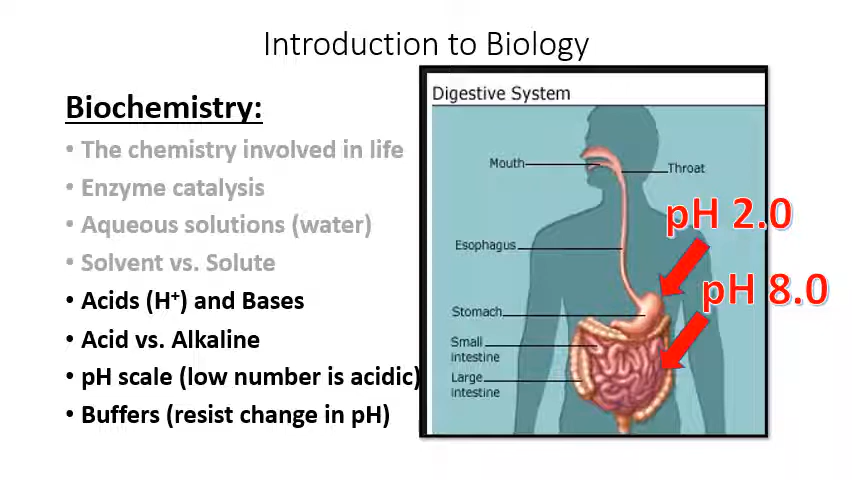 Introduction to Biology
Biochemistry:
• The chemistry involved in life
• Enzyme catalysis
• Aqueous solutions (water)
• Solvent vs. Solute
• Acids (H⁺) and Bases
• Acid vs. Alkaline
• pH scale (low number is acidic)
• Buffers (resist change in pH)
Digestive System
Mouth
Throat
pH 2.0
Esophagus
pH 8.0
Stomach
Small
intestine
Large
intestine